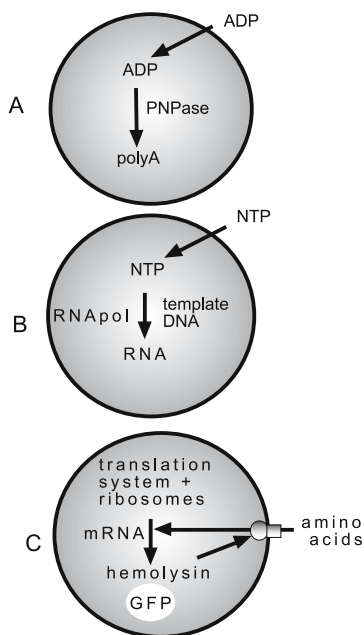 ADP
ADP
A
PNPase
polyA
NTP
NTP
template
DNA
RNApol
B
RNA
translation
system +
ribosomes
mRNA
amino
acids
C
hemolysin
GFP